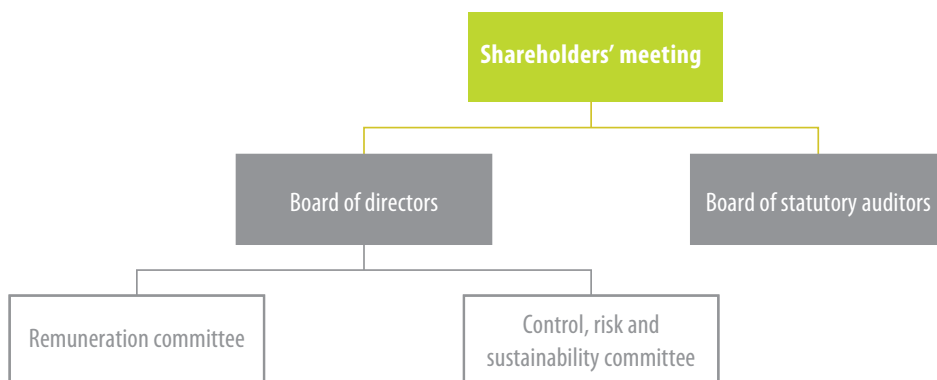 Shareholders’ meeting
Board of directors
Board of statutory auditors
Remuneration committee
Control, risk and
sustainability committee